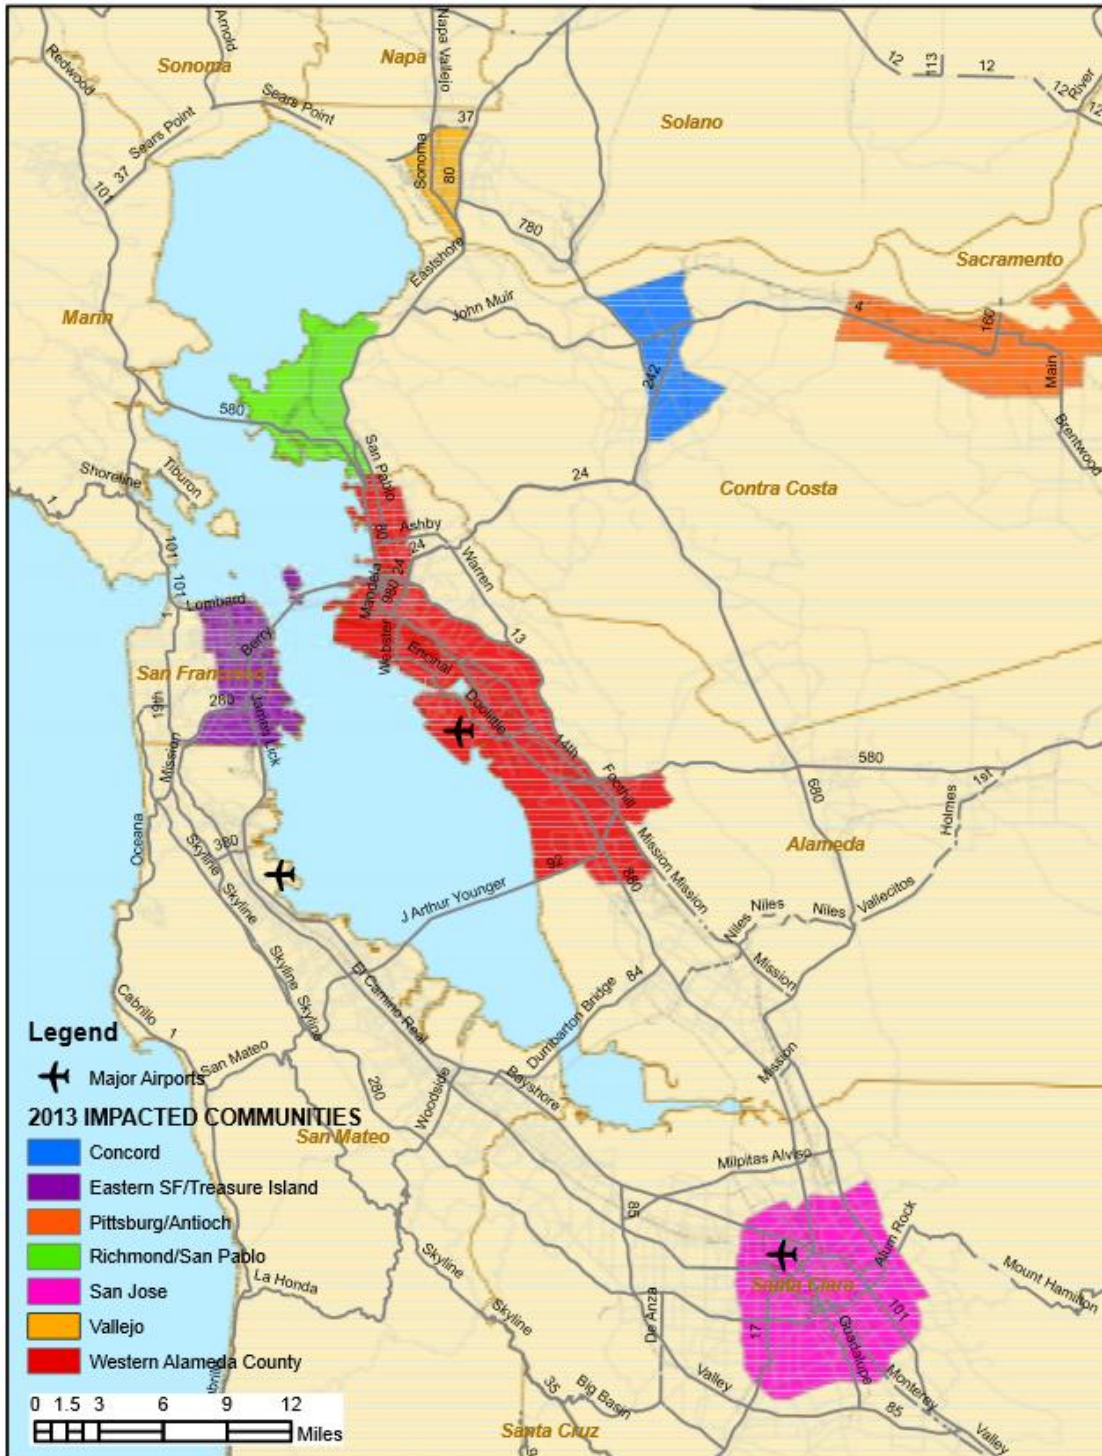 Arnold
Napa Vallejo
Redwood
Sonoma
Napa
12
113
12
12
River
12
Sears Point
Sears Point
37
Solano
37
101
Sonoma
80
780
Eastshore
Sacramento
John Muir
Marin
4
160
Main
242
580
Brentwood
San Pablo
24
Shoreline
Tiburon
Contra Costa
1
80
Ashby
24
101
24
Warren
101
Mandela
980
Lombard
1
13
Berry
Webster
Encinal
San Francisco
280
19th
James Lick
Doolittle
14th
Mission
Foothill
580
1st
680
Holmes
Oceana
380
Alameda
Skyline
Mission
Mission
92
880
Skyline
J Arthur Younger
Niles
Niles
Vallecitos
Niles
Mission
Skyline
84
El Camino Real
Cabrillo
Skyline
Dumbarton Bridge
1
Legend
San Mateo
Mission
Major Airports
Woodside
Bayshore
280
2013 IMPACTED COMMUNITIES
San Mateo
Concord
Milpitas Alviso
Eastern SF/Treasure Island
85
Pittsburg/Antioch
Alum Rock
Richmond/San Pablo
Skyline
Mount Hamilton
La Honda
Santa Clara
San Jose
Skyline
De Anza
101
17
Guadalupe
Vallejo
Western Alameda County
Valley
Monterey
35
Big Basin
85
Valley
0 1.5 3 6 9 12
Miles
Santa Cruz
9